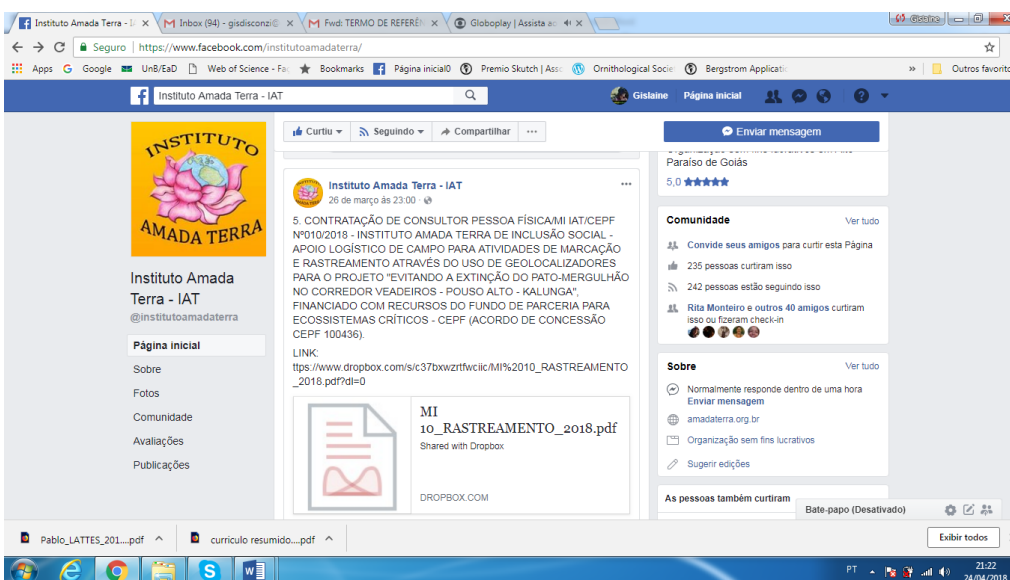 Instituto Amada Terra - I
Inbox (94) - gisdisconzi@
Fwd: TERMO DE REFERÊN
Globoplay | Assista ao
Gislaine
Seguro | https://www.facebook.com/institutoamadaterra/
Apps Google UnB/EaD Web of Science - Fac Bookmarks Página inicial0 Premio Skutch | Asso Ornithological Socie Bergstrom Applicatio » Outros favorito
Instituto Amada Terra - IAT
Gislaine Página inicial
INSTITUTO
AMADA TERRA
Instituto Amada
Terra - IAT
@institutoamadaterra
Página inicial
Sobre
Fotos
Comunidade
Avaliações
Publicações
Curtiu Seguindo Compartilhar ...
Instituto Amada Terra - IAT
26 de março às 23:00 ·
5. CONTRATAÇÃO DE CONSULTOR PESSOA FÍSICA/MI IAT/CEPF
Nº010/2018 - INSTITUTO AMADA TERRA DE INCLUSÃO SOCIAL -
APOIO LOGÍSTICO DE CAMPO PARA ATIVIDADES DE MARCAÇÃO
E RASTREAMENTO ATRAVÉS DO USO DE GEOLOCALIZADORES
PARA O PROJETO "EVITANDO A EXTINÇÃO DO PATO-MERGULHÃO
NO CORREDOR VEADEIROS - POUSO ALTO - KALUNGA",
FINANCIADO COM RECURSOS DO FUNDO DE PARCERIA PARA
ECOSSISTEMAS CRÍTICOS - CEPF (ACORDO DE CONCESSÃO
CEPF 100436).
LINK:
ttps://www.dropbox.com/s/c37bxwzrtfwciic/MI%2010_RASTREAMENTO
_2018.pdf?dl=0
MI
10_RASTREAMENTO_2018.pdf
Shared with Dropbox
DROPBOX.COM
Enviar mensagem
Paraíso de Goiás
5,0 ★★★★★
Comunidade Ver tudo
Convide seus amigos para curtir esta Página
235 pessoas curtiram isso
242 pessoas estão seguindo isso
Rita Monteiro e outros 40 amigos curtiram
isso ou fizeram check-in
Sobre Ver tudo
Normalmente responde dentro de uma hora
Enviar mensagem
amadaterra.org.br
Organização sem fins lucrativos
Sugerir edições
As pessoas também curtiram
Bate-papo (Desativado)
Pablo_LATTES_201....pdf
curriculo resumido....pdf
Exibir todos
PT
21:22
24/04/2018